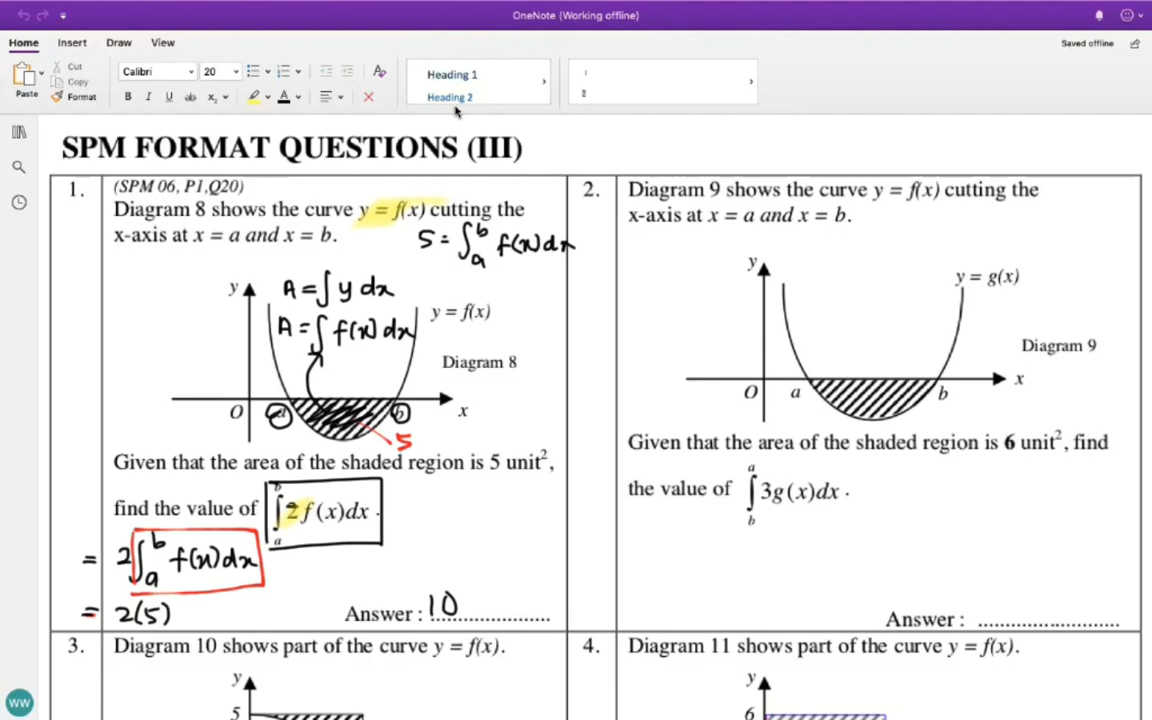 OneNote (Working offline)
Home Insert Draw View
Saved offline
Paste
Cut
Copy
Format
Calibri 20
B I U ab x₂ A
Heading 1
Heading 2
SPM FORMAT QUESTIONS (III)
1.
(SPM 06, P1,Q20)
Diagram 8 shows the curve y = f(x) cutting the
x-axis at x = a and x = b.
5 = ∫ₐᵇ f(x)dx
y
A = ∫ y dx
A = ∫ f(x) dx
y = f(x)
Diagram 8
O a b x
5
Given that the area of the shaded region is 5 unit²,
find the value of ∫ₐᵇ 2f(x)dx .
= 2∫ₐᵇ f(x)dx
= 2(5)
Answer : 10
2.
Diagram 9 shows the curve y = f(x) cutting the
x-axis at x = a and x = b.
y
y = g(x)
Diagram 9
O a b x
Given that the area of the shaded region is 6 unit², find
the value of ∫_b^a 3g(x)dx .
Answer : ............................
3.
Diagram 10 shows part of the curve y = f(x).
y
5
4.
Diagram 11 shows part of the curve y = f(x).
y
6
WW